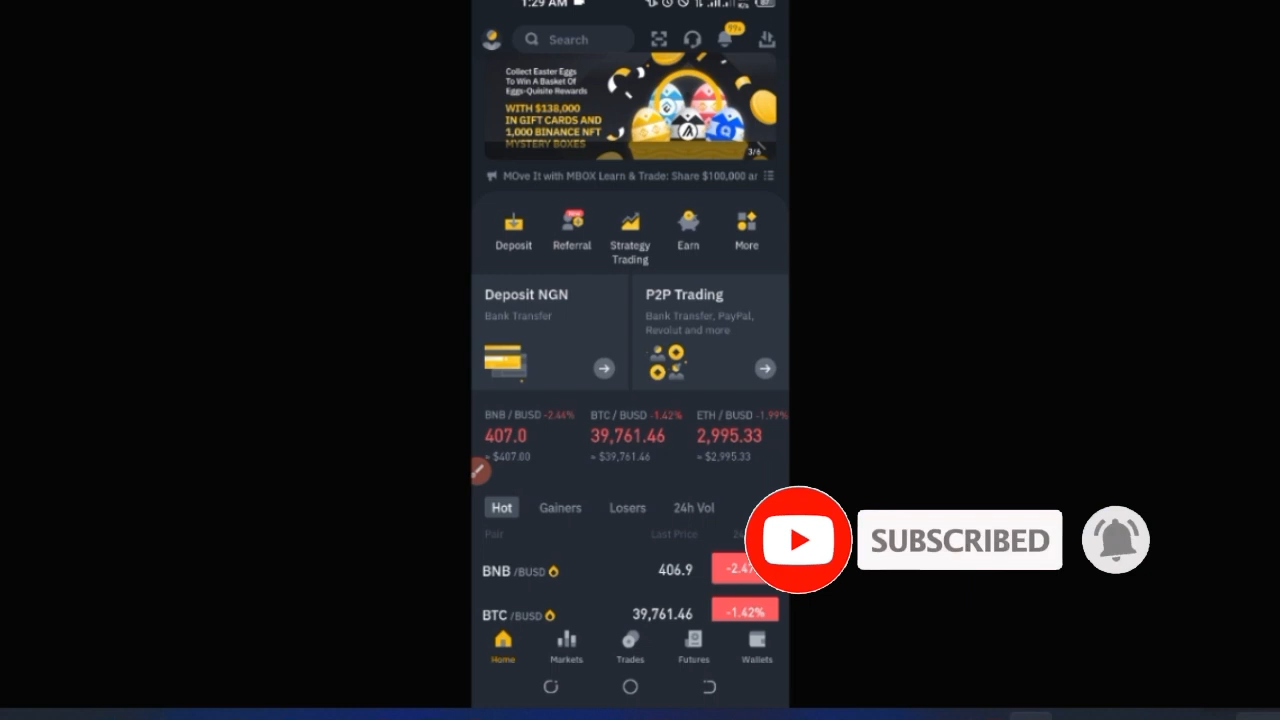 1:29 AM
Search
99+
Collect Easter Eggs
To Win A Basket Of
Eggs-Quisite Rewards
WITH $138,000
IN GIFT CARDS AND
1,000 BINANCE NFT
MYSTERY BOXES
3/6
MOve It with MBOX Learn & Trade: Share $100,000 ar
New
Deposit Referral Strategy Trading Earn More
Deposit NGN
Bank Transfer
P2P Trading
Bank Transfer, PayPal,
Revolut and more
BNB / BUSD -2.44% BTC / BUSD -1.42% ETH / BUSD -1.99%
407.0 39,761.46 2,995.33
≈ $407.00 ≈ $39,761.46 ≈ $2,995.33
Hot Gainers Losers 24h Vol
Pair Last Price
BNB /BUSD 406.9 -2.47
BTC /BUSD 39,761.46 -1.42%
SUBSCRIBED
Home Markets Trades Futures Wallets